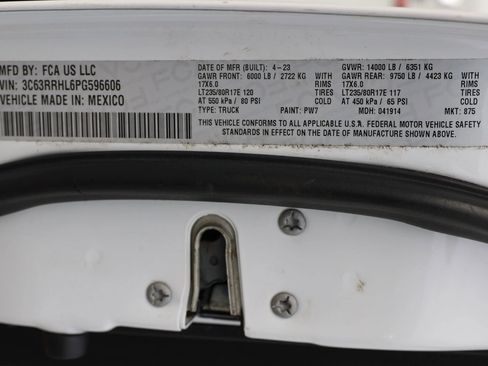 MFD BY: FCA US LLC
VIN: 3C63RRHL6PG596606
VEHICLE MADE IN: MEXICO
DATE OF MFR (BUILT): 4-23
GVWR: 14000 LB / 6351 KG
GAWR FRONT: 6000 LB / 2722 KG WITH
GAWR REAR: 9750 LB / 4423 KG WITH
17X6.0 RIMS
17X6.0 RIMS
LT235/80R17E 120 TIRES
LT235/80R17E 117 TIRES
AT 550 kPa / 80 PSI
AT 450 kPa / 65 PSI
TYPE: TRUCK PAINT: PW7 MDH: 041914 MKT: 875
THIS VEHICLE CONFORMS TO ALL APPLICABLE U.S.A. FEDERAL MOTOR VEHICLE SAFETY
STANDARDS IN EFFECT ON THE DATE OF MANUFACTURE SHOWN ABOVE